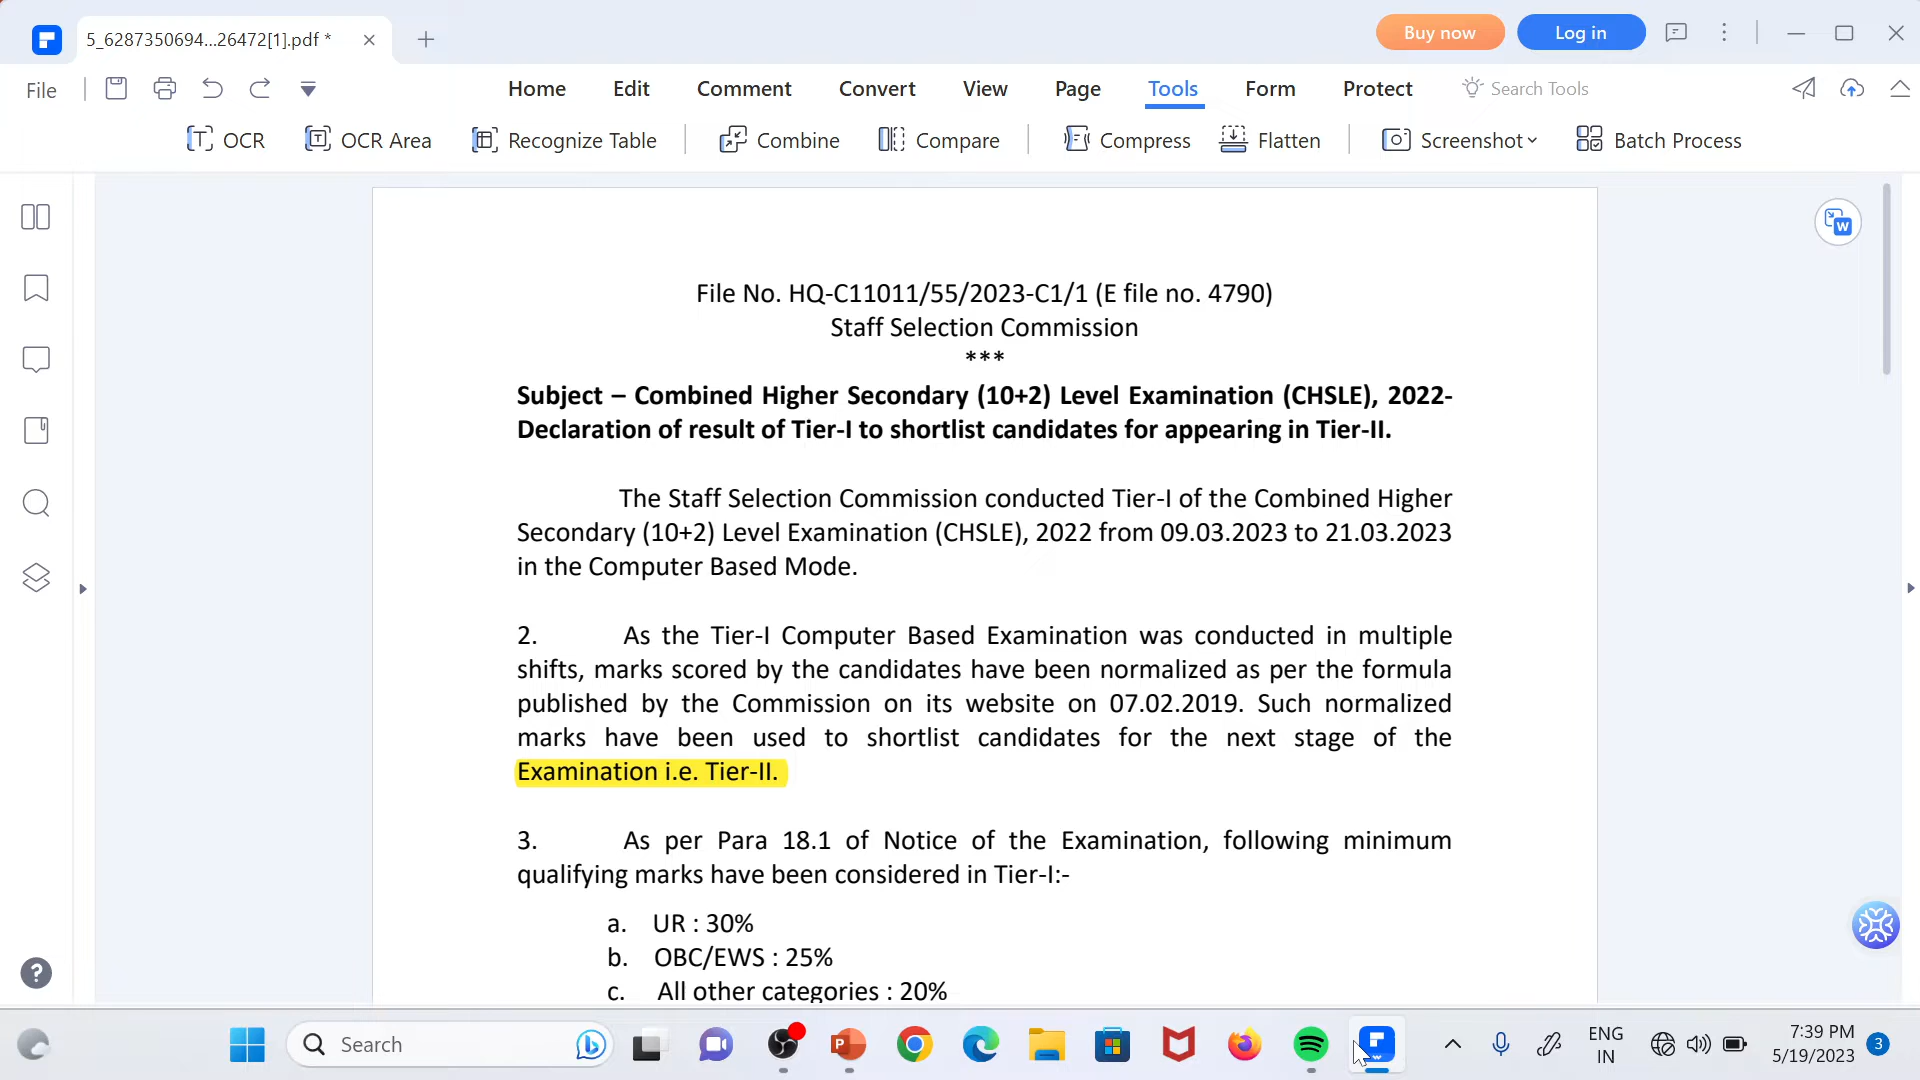 5_6287350694...26472[1].pdf *
Buy now
Log in
File
Home Edit Comment Convert View Page Tools Form Protect Search Tools
OCR OCR Area Recognize Table Combine Compare Compress Flatten Screenshot Batch Process
File No. HQ-C11011/55/2023-C1/1 (E file no. 4790)
Staff Selection Commission
***
Subject – Combined Higher Secondary (10+2) Level Examination (CHSLE), 2022-
Declaration of result of Tier-I to shortlist candidates for appearing in Tier-II.
The Staff Selection Commission conducted Tier-I of the Combined Higher
Secondary (10+2) Level Examination (CHSLE), 2022 from 09.03.2023 to 21.03.2023
in the Computer Based Mode.
2. As the Tier-I Computer Based Examination was conducted in multiple
shifts, marks scored by the candidates have been normalized as per the formula
published by the Commission on its website on 07.02.2019. Such normalized
marks have been used to shortlist candidates for the next stage of the
Examination i.e. Tier-II.
3. As per Para 18.1 of Notice of the Examination, following minimum
qualifying marks have been considered in Tier-I:-
a. UR : 30%
b. OBC/EWS : 25%
c. All other categories : 20%
Search
ENG
IN
7:39 PM
5/19/2023
3